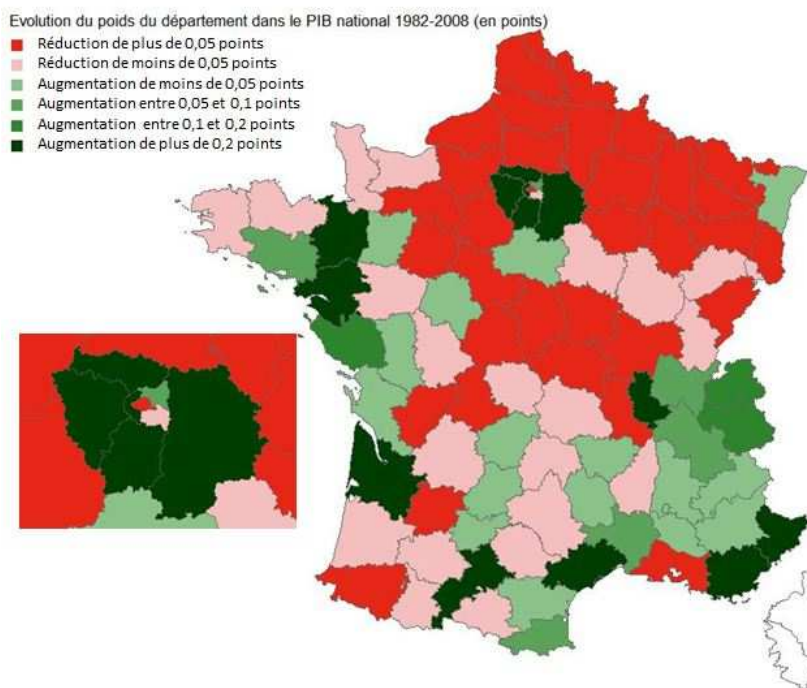 Evolution du poids du département dans le PIB national 1982-2008 (en points)
Réduction de plus de 0,05 points
Réduction de moins de 0,05 points
Augmentation de moins de 0,05 points
Augmentation entre 0,05 et 0,1 points
Augmentation entre 0,1 et 0,2 points
Augmentation de plus de 0,2 points